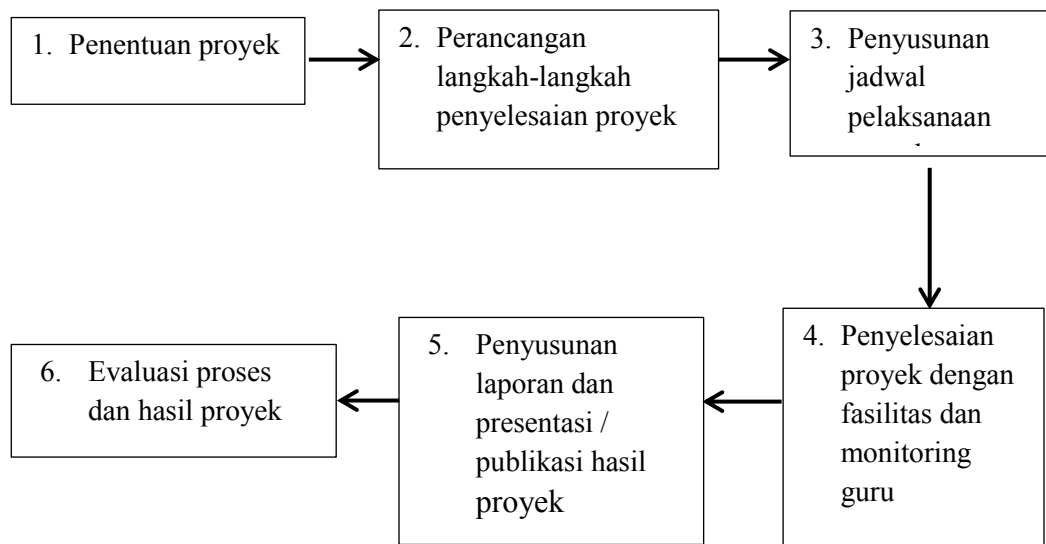 1. Penentuan proyek
2. Perancangan
langkah-langkah
penyelesaian proyek
3. Penyusunan
jadwal
pelaksanaan
4. Penyelesaian
proyek dengan
fasilitas dan
monitoring
guru
5. Penyusunan
laporan dan
presentasi /
publikasi hasil
proyek
6. Evaluasi proses
dan hasil proyek